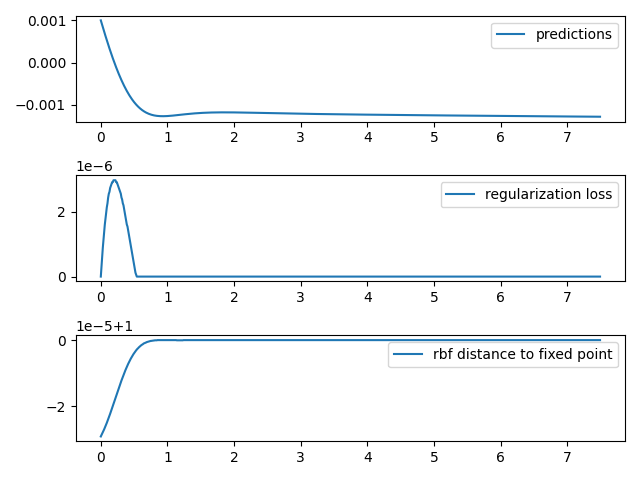 0.001
0.000
−0.001
predictions
0 1 2 3 4 5 6 7
1e−6
2
0
regularization loss
0 1 2 3 4 5 6 7
1e−5+1
0
−2
rbf distance to fixed point
0 1 2 3 4 5 6 7